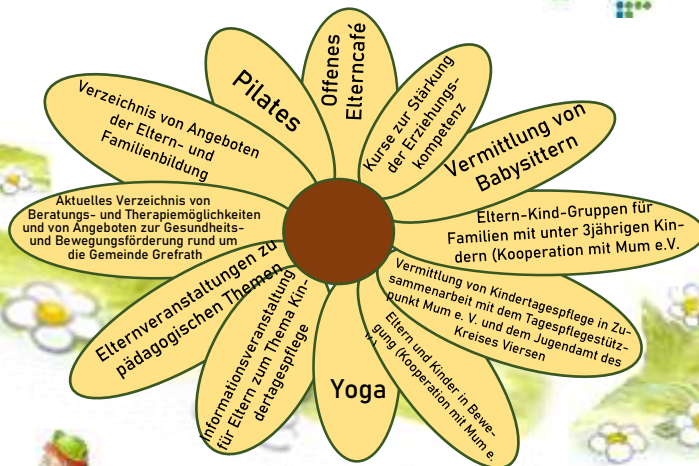 Offenes
Elterncafé
Kurse zur Stärkung
der Erziehungs-
kompetenz
Vermittlung von
Babysittern
Eltern-Kind-Gruppen für
Familien mit unter 3jährigen Kin-
dern (Kooperation mit Mum e.V.
Vermittlung von Kindertagespflege in Zu-
sammenarbeit mit dem Tagespflegestütz-
punkt Mum e. V. und dem Jugendamt des
Kreises Viersen
Eltern und Kinder in Bewe-
gung (Kooperation mit Mum e.
V.)
Yoga
Informationsveranstaltung
für Eltern zum Thema Kin-
dertagespflege
Elternveranstaltungen zu
pädagogischen Themen
Aktuelles Verzeichnis von
Beratungs- und Therapiemöglichkeiten
und von Angeboten zur Gesundheits-
und Bewegungsförderung rund um
die Gemeinde Grefrath
Verzeichnis von Angeboten
der Eltern- und
Familienbildung
Pilates